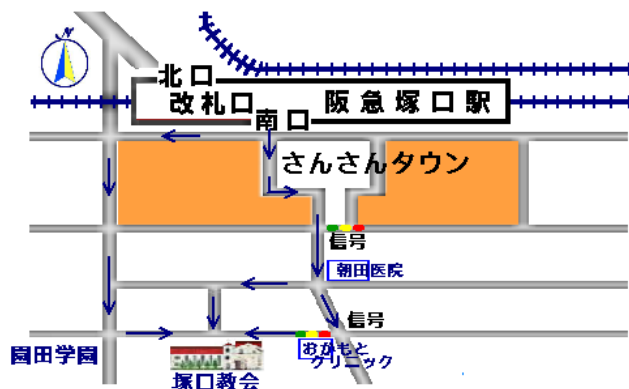 N
北口
改札口
阪急塚口駅
南口
さんさんタウン
信号
朝田医院
信号
園田学園
おかもと
クリニック
塚口教会